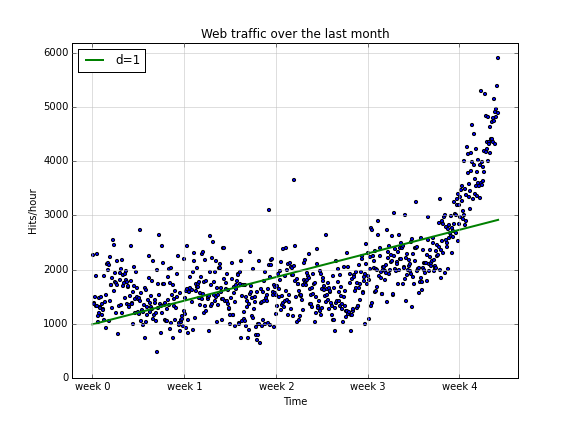 Web traffic over the last month
d=1
6000
5000
4000
3000
2000
1000
0
Hits/hour
week 0 week 1 week 2 week 3 week 4
Time